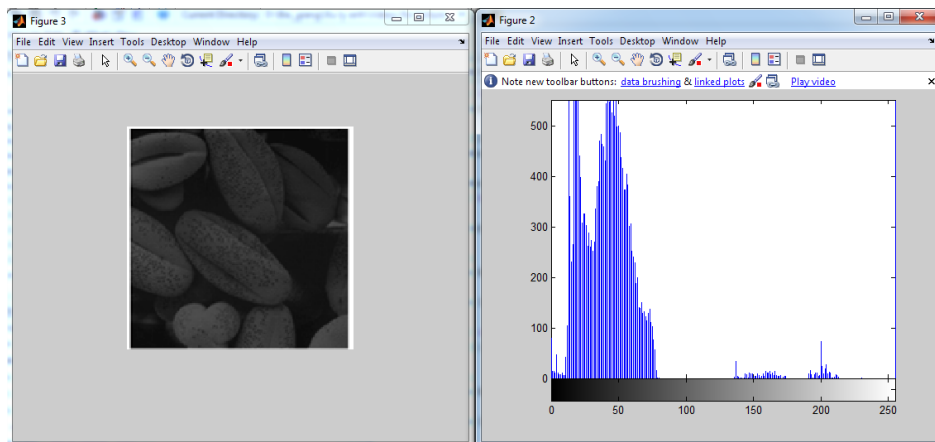 Figure 3
File Edit View Insert Tools Desktop Window Help
Figure 2
File Edit View Insert Tools Desktop Window Help
Note new toolbar buttons: data brushing & linked plots Play video
500
400
300
200
100
0
0 50 100 150 200 250